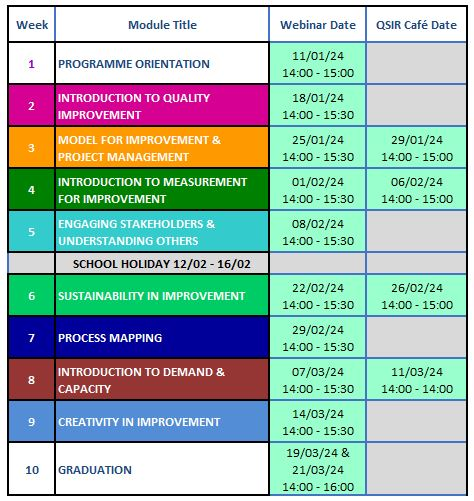 Week Module Title Webinar Date QSIR Café Date
1 PROGRAMME ORIENTATION 11/01/24
14:00 - 15:00
2 INTRODUCTION TO QUALITY
IMPROVEMENT 18/01/24
14:00 - 15:30
3 MODEL FOR IMPROVEMENT &
PROJECT MANAGEMENT 25/01/24
14:00 - 15:30 29/01/24
14:00 - 15:00
4 INTRODUCTION TO MEASUREMENT
FOR IMPROVEMENT 01/02/24
14:00 - 15:30 06/02/24
14:00 - 15:00
5 ENGAGING STAKEHOLDERS &
UNDERSTANDING OTHERS 08/02/24
14:00 - 15:30
SCHOOL HOLIDAY 12/02 - 16/02
6 SUSTAINABILITY IN IMPROVEMENT 22/02/24
14:00 - 15:30 26/02/24
14:00 - 15:00
7 PROCESS MAPPING 29/02/24
14:00 - 15:30
8 INTRODUCTION TO DEMAND &
CAPACITY 07/03/24
14:00 - 15:30 11/03/24
14:00 - 14:00
9 CREATIVITY IN IMPROVEMENT 14/03/24
14:00 - 15:30
10 GRADUATION 19/03/24 &
21/03/24
14:00 - 16:00